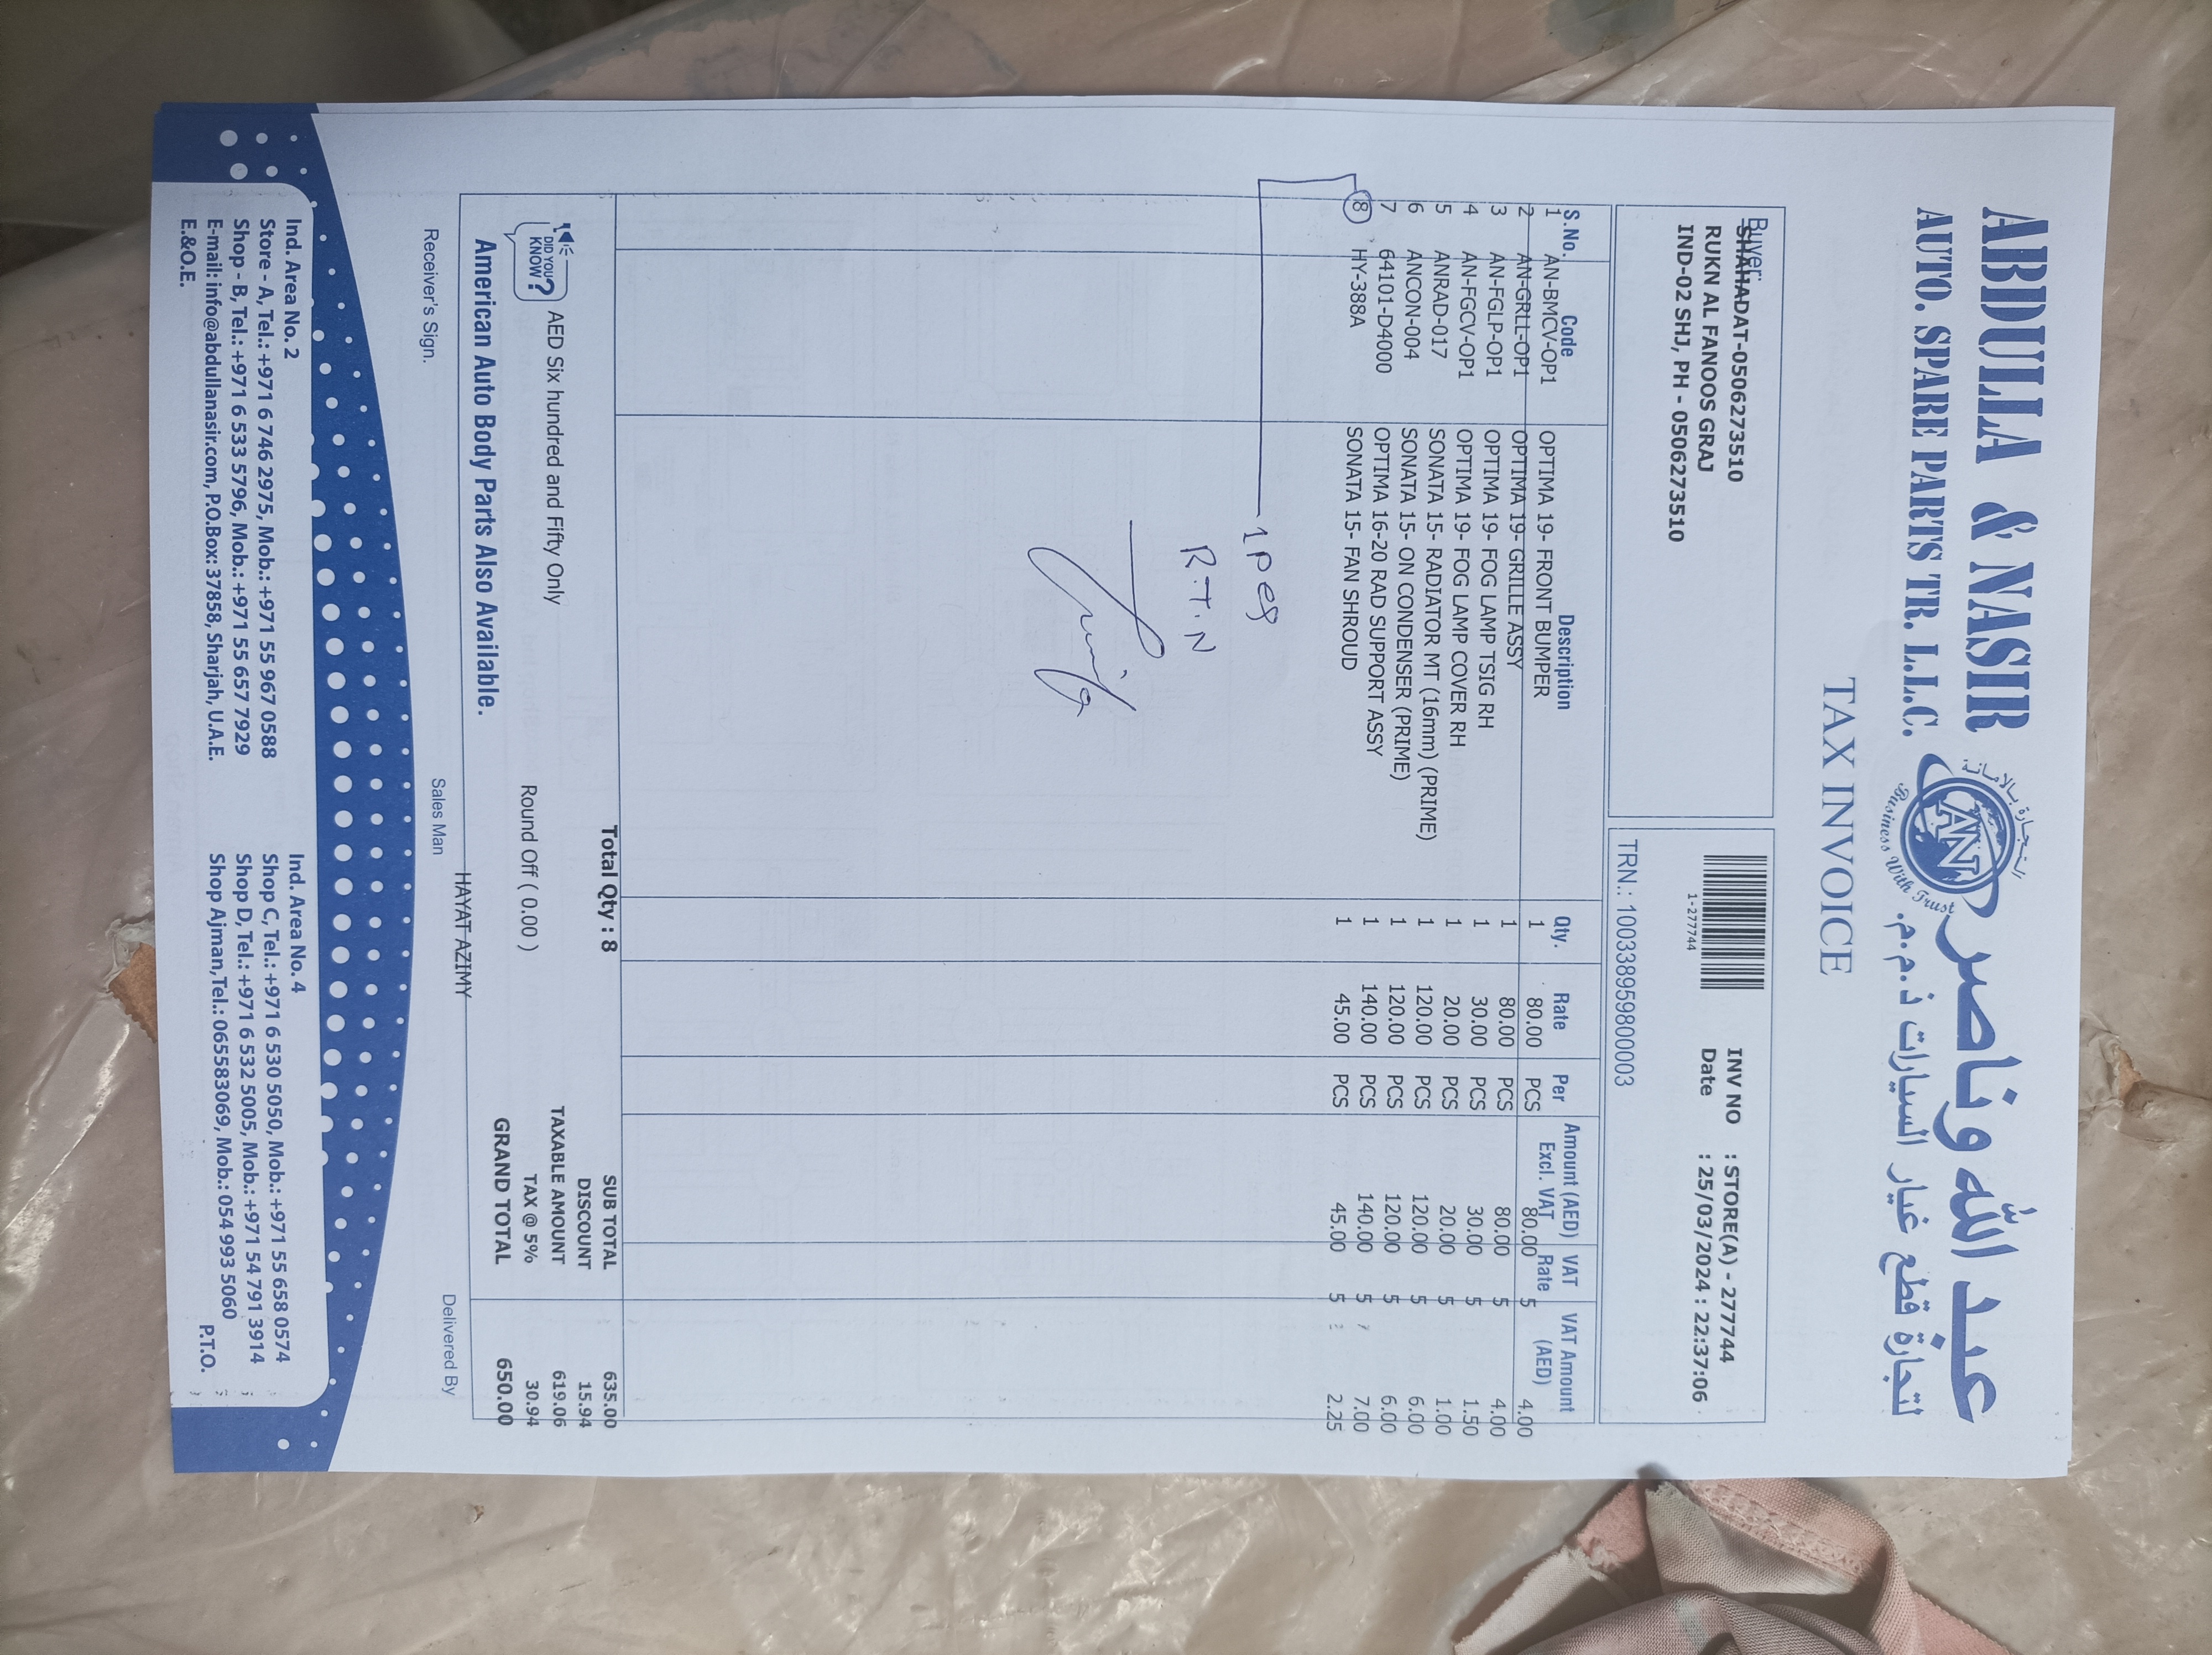 ABDULLA & NASIR
AUTO. SPARE PARTS TR. L.L.C.
التجارة بالامانة
AN
Business With Trust
عبد الله وناصر
لتجارة قطع غيار السيارات ذ.م.م.
TAX INVOICE
Buyer:
SHAHADAT-0506273510
RUKN AL FANOOS GRAJ
IND-02 SHJ, PH - 0506273510
1-277744
INV NO : STORE(A) - 277744
Date : 25/03/2024 : 22:37:06
TRN.: 100338959800003
S.No. Code Description Qty. Rate Per Amount (AED) Excl. VAT VAT Rate VAT Amount (AED)
1 AN-BMCV-OP1 OPTIMA 19- FRONT BUMPER 1 80.00 PCS 80.00 5 4.00
2 AN-GRLL-OP1 OPTIMA 19- GRILLE ASSY 1 80.00 PCS 80.00 5 4.00
3 AN-FGLP-OP1 OPTIMA 19- FOG LAMP TSIG RH 1 30.00 PCS 30.00 5 1.50
4 AN-FGCV-OP1 OPTIMA 19- FOG LAMP COVER RH 1 20.00 PCS 20.00 5 1.00
5 ANRAD-017 SONATA 15- RADIATOR MT (16mm) (PRIME) 1 120.00 PCS 120.00 5 6.00
6 ANCON-004 SONATA 15- ON CONDENSER (PRIME) 1 120.00 PCS 120.00 5 6.00
7 64101-D4000 OPTIMA 16-20 RAD SUPPORT ASSY 1 140.00 PCS 140.00 5 7.00
8 HY-388A SONATA 15- FAN SHROUD 1 45.00 PCS 45.00 5 2.25
R.T.N
Total Qty : 8
SUB TOTAL 635.00
DISCOUNT 15.94
DID YOU KNOW? AED Six hundred and Fifty Only
TAXABLE AMOUNT 619.06
Round Off ( 0.00 )
TAX @ 5% 30.94
American Auto Body Parts Also Available.
GRAND TOTAL 650.00
HAYAT AZIMY
Receiver's Sign. Sales Man Delivered By
Ind. Area No. 2
Store - A, Tel.: +971 6 746 2975, Mob.: +971 55 967 0588
Shop - B, Tel.: +971 6 533 5796, Mob.: +971 55 657 7929
E-mail: info@abdullanasir.com, P.O.Box: 37858, Sharjah, U.A.E.
E.&O.E.
Ind. Area No. 4
Shop C, Tel.: +971 6 530 5050, Mob.: +971 55 658 0574
Shop D, Tel.: +971 6 532 5005, Mob.: +971 54 791 3914
Shop Ajman,Tel.: 065583069, Mob.: 054 993 5060
P.T.O.